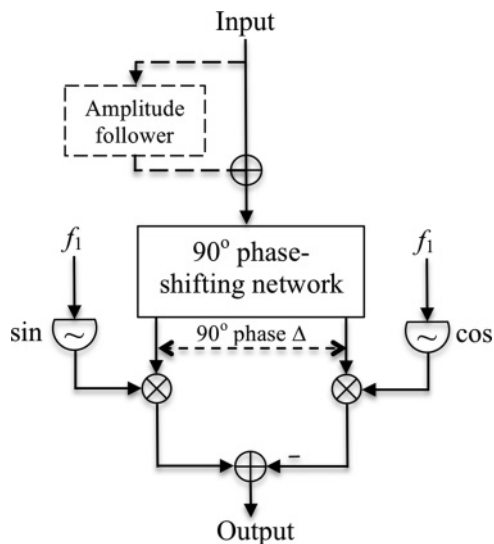 Input
Amplitude
follower
90° phase-
shifting network
f₁
f₁
sin
~
90° phase Δ
~
cos
−
Output